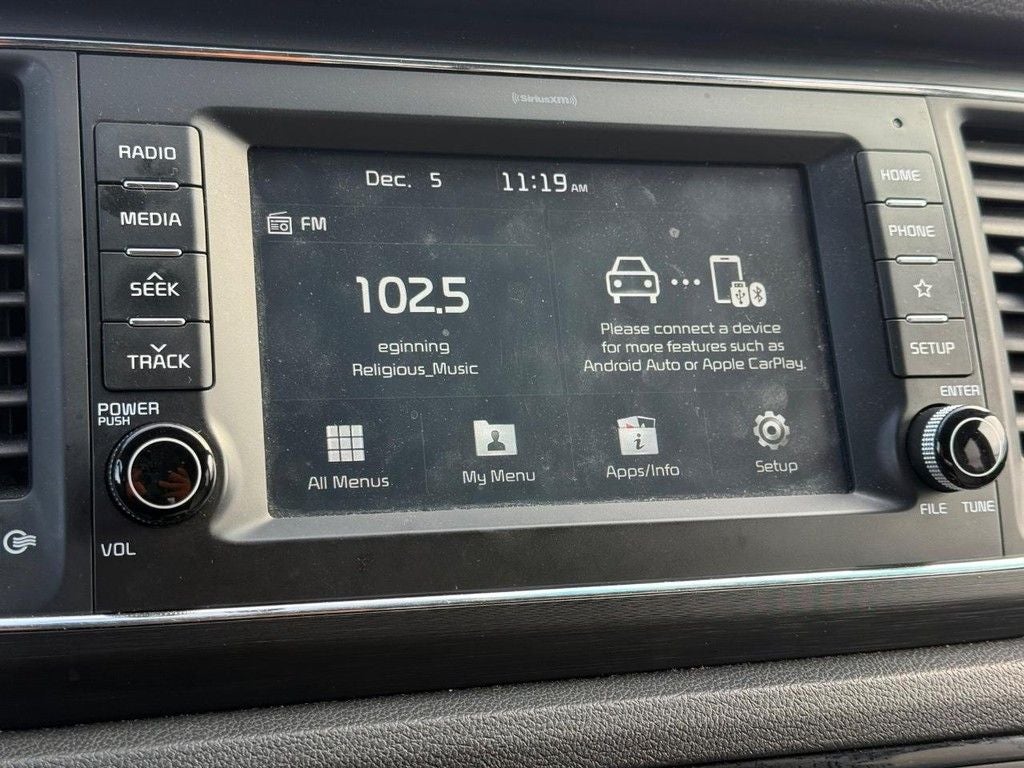 SiriusXM
RADIO
MEDIA
SEEK
TRACK
POWER
PUSH
VOL
Dec. 5 11:19 AM
FM
102.5
eginning
Religious_Music
Please connect a device
for more features such as
Android Auto or Apple CarPlay.
All Menus
My Menu
Apps/Info
Setup
HOME
PHONE
SETUP
ENTER
FILE TUNE